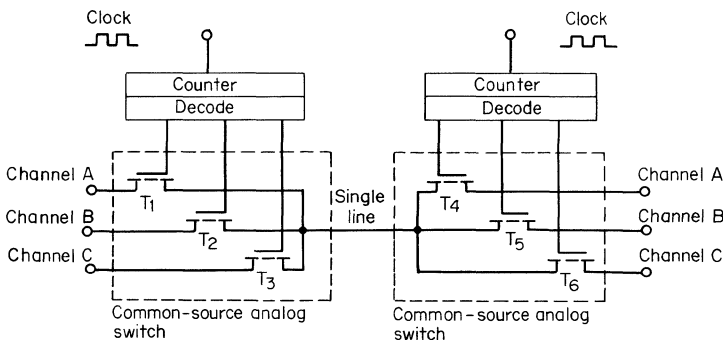 Clock
Clock
Counter
Decode
Counter
Decode
Channel A
T1
Channel B
T2
Channel C
T3
Single
line
T4
Channel A
T5
Channel B
T6
Channel C
Common-source analog
switch
Common-source analog
switch